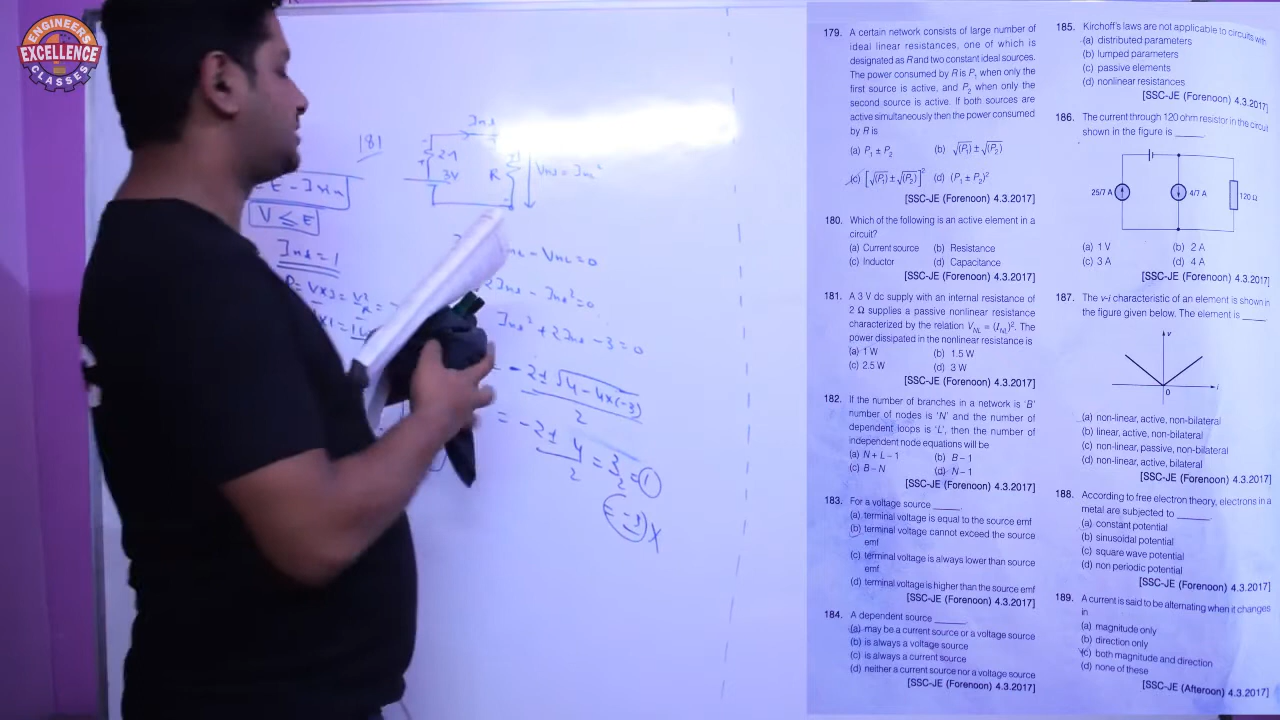 ENGINEERS
EXCELLENCE
CLASSES
181
Inl
2Ω
3V
R
E - Inl rn
V ≤ E
Inl = 1
- Vnl = 0
2Inl - Inl² = 0
Inl² + 2Inl - 3 = 0
-2 ± √4 - 4x(-3)
2
= -2 ± 4
2
X
179. A certain network consists of large number of
ideal linear resistances, one of which is
designated as R and two constant ideal sources.
The power consumed by R is P₁ when only the
first source is active, and P₂ when only the
second source is active. If both sources are
active simultaneously then the power consumed
by R is
(a) P₁ ± P₂ (b) √(P₁) ± √(P₂)
(c) [√(P₁) ± √(P₂)]² (d) (P₁ ± P₂)²
[SSC-JE (Forenoon) 4.3.2017]
180. Which of the following is an active element in a
circuit?
(a) Current source (b) Resistance
(c) Inductor (d) Capacitance
[SSC-JE (Forenoon) 4.3.2017]
181. A 3 V dc supply with an internal resistance of
2 Ω supplies a passive nonlinear resistance
characterized by the relation V_NL = (I_NL)². The
power dissipated in the nonlinear resistance is
(a) 1 W (b) 1.5 W
(c) 2.5 W (d) 3 W
[SSC-JE (Forenoon) 4.3.2017]
182. If the number of branches in a network is 'B'
number of nodes is 'N' and the number of
dependent loops is 'L', then the number of
independent node equations will be
(a) N + L - 1 (b) B - 1
(c) B - N (d) N - 1
[SSC-JE (Forenoon) 4.3.2017]
183. For a voltage source _____.
(a) terminal voltage is equal to the source emf
(b) terminal voltage cannot exceed the source
emf
(c) terminal voltage is always lower than source
emf
(d) terminal voltage is higher than the source emf
[SSC-JE (Forenoon) 4.3.2017]
184. A dependent source ______.
(a) may be a current source or a voltage source
(b) is always a voltage source
(c) is always a current source
(d) neither a current source nor a voltage source
[SSC-JE (Forenoon) 4.3.2017]
185. Kirchoff's laws are not applicable to circuits with
(a) distributed parameters
(b) lumped parameters
(c) passive elements
(d) nonlinear resistances
[SSC-JE (Forenoon) 4.3.2017]
186. The current through 120 ohm resistor in the circuit
shown in the figure is _____.
25/7 A 4/7 A 120 Ω
(a) 1 V (b) 2 A
(c) 3 A (d) 4 A
[SSC-JE (Forenoon) 4.3.2017]
187. The v-i characteristic of an element is shown in
the figure given below. The element is ____
v
i
0
(a) non-linear, active, non-bilateral
(b) linear, active, non-bilateral
(c) non-linear, passive, non-bilateral
(d) non-linear, active, bilateral
[SSC-JE (Forenoon) 4.3.2017]
188. According to free electron theory, electrons in a
metal are subjected to ______.
(a) constant potential
(b) sinusoidal potential
(c) square wave potential
(d) non periodic potential
[SSC-JE (Forenoon) 4.3.2017]
189. A current is said to be alternating when it changes
in
(a) magnitude only
(b) direction only
(c) both magnitude and direction
(d) none of these
[SSC-JE (Afternoon) 4.3.2017]